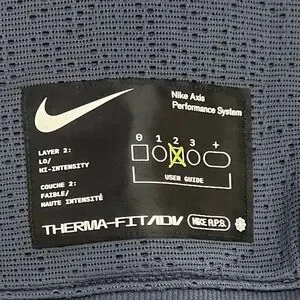 Nike Axis
Performance System
LAYER 2:
LO/
HI-INTENSITY
COUCHE 2:
FAIBLE/
HAUTE INTENSITÉ
0 1 2 3 +
USER GUIDE
THERMA-FIT/ADV NIKE A.P.S.